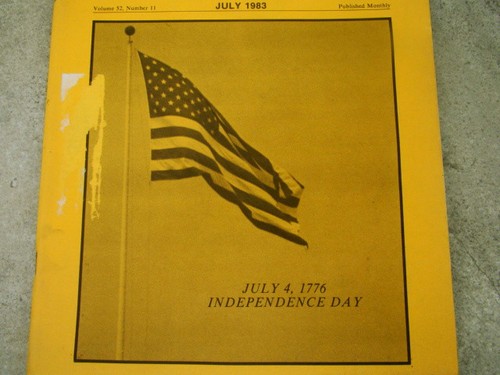 Volume 52, Number 11
JULY 1983
Published Monthly
JULY 4, 1776
INDEPENDENCE DAY